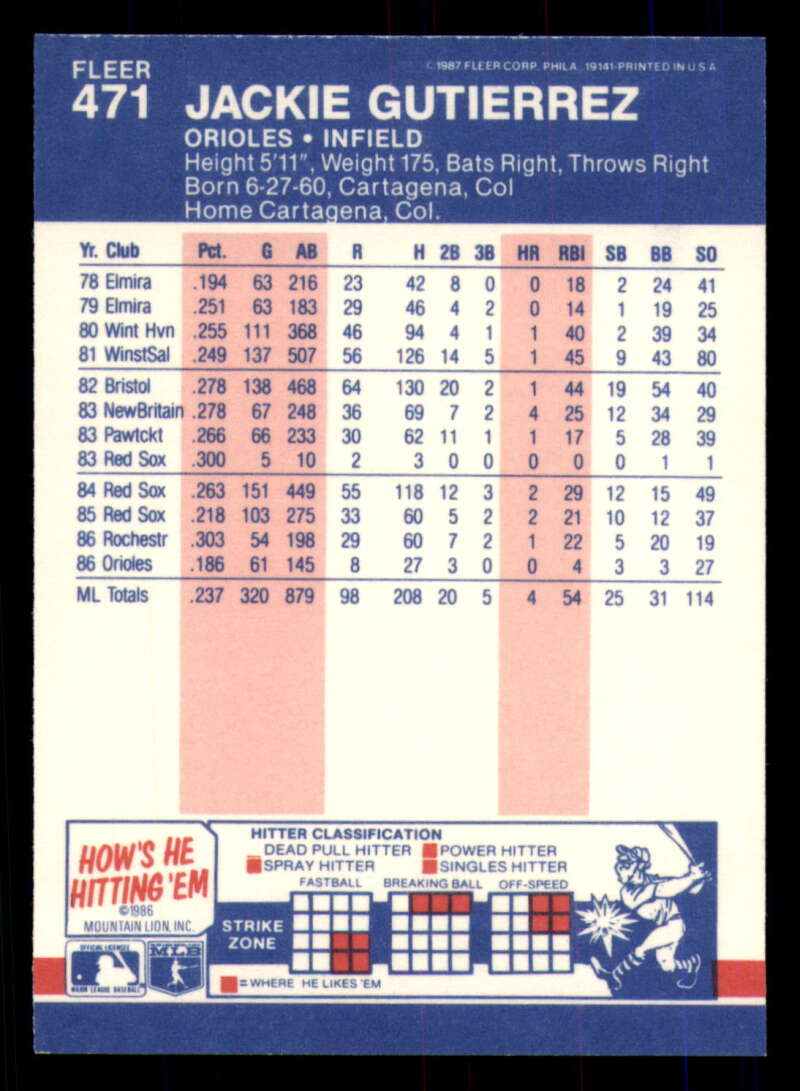 FLEER
471
©1987 FLEER CORP. PHILA. 19141-PRINTED IN U S A
JACKIE GUTIERREZ
ORIOLES • INFIELD
Height 5'11", Weight 175, Bats Right, Throws Right
Born 6-27-60, Cartagena, Col
Home Cartagena, Col.
Yr. Club Pct. G AB R H 2B 3B HR RBI SB BB SO
78 Elmira .194 63 216 23 42 8 0 0 18 2 24 41
79 Elmira .251 63 183 29 46 4 2 0 14 1 19 25
80 Wint Hvn .255 111 368 46 94 4 1 1 40 2 39 34
81 WinstSal .249 137 507 56 126 14 5 1 45 9 43 80
82 Bristol .278 138 468 64 130 20 2 1 44 19 54 40
83 NewBritain .278 67 248 36 69 7 2 4 25 12 34 29
83 Pawtckt .266 66 233 30 62 11 1 1 17 5 28 39
83 Red Sox .300 5 10 2 3 0 0 0 0 0 1 1
84 Red Sox .263 151 449 55 118 12 3 2 29 12 15 49
85 Red Sox .218 103 275 33 60 5 2 2 21 10 12 37
86 Rochestr .303 54 198 29 60 7 2 1 22 5 20 19
86 Orioles .186 61 145 8 27 3 0 0 4 3 3 27
ML Totals .237 320 879 98 208 20 5 4 54 25 31 114
HOW'S HE
HITTING 'EM
©1986
MOUNTAIN LION, INC.
OFFICIAL LICENSEE
MAJOR LEAGUE BASEBALL
MLB
HITTER CLASSIFICATION
DEAD PULL HITTER POWER HITTER
SPRAY HITTER SINGLES HITTER
FASTBALL BREAKING BALL OFF-SPEED
STRIKE
ZONE
=WHERE HE LIKES 'EM